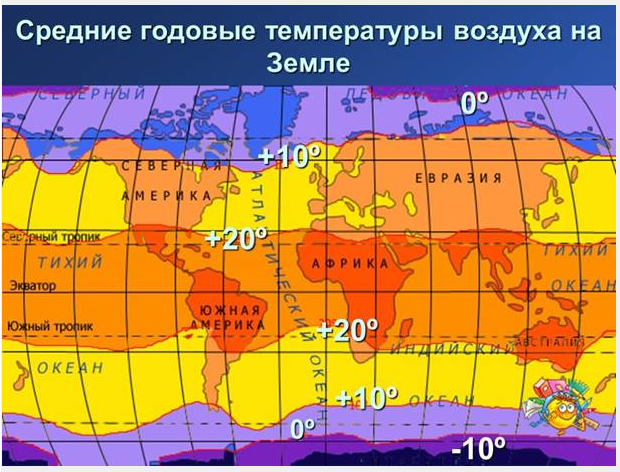 Средние годовые температуры воздуха на
Земле
СЕВЕРНЫЙ ЛЕДОВИТЫЙ ОКЕАН
0º
+10º
СЕВЕРНАЯ
АМЕРИКА
ЕВРАЗИЯ
АТЛАНТИЧЕСКИЙ ОКЕАН
Северный тропик
+20º
ТИХИЙ
ТИХИЙ
АФРИКА
Экватор
ОКЕАН
ЮЖНАЯ
АМЕРИКА
Южный тропик
+20º
АВСТРАЛИЯ
ИНДИЙСКИЙ
ОКЕАН
+10º
ОКЕАН
0º
-10º